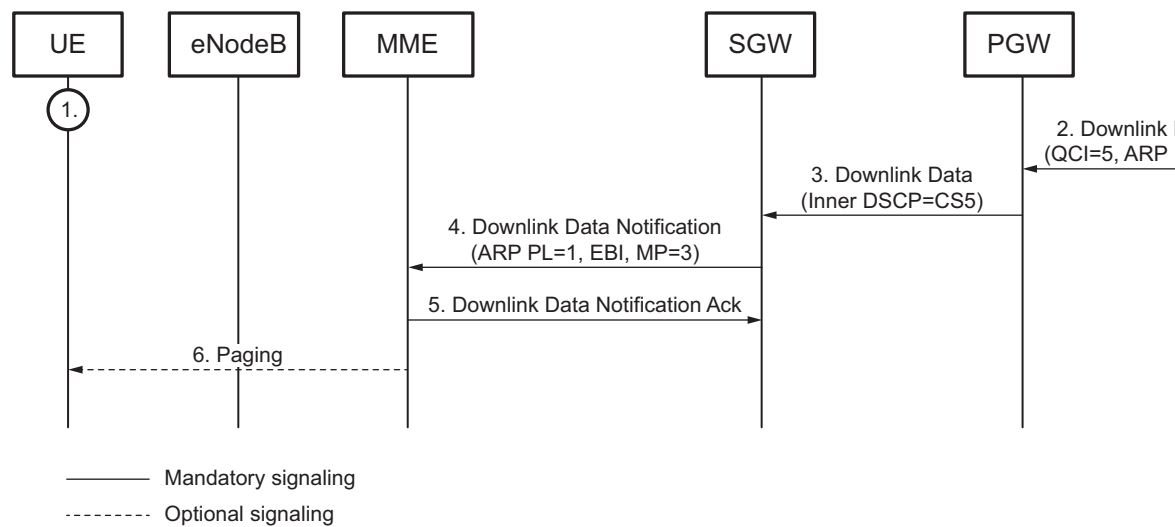 UE
eNodeB
MME
SGW
PGW
1.
2. Downlink
(QCI=5, ARP
3. Downlink Data
(Inner DSCP=CS5)
4. Downlink Data Notification
(ARP PL=1, EBI, MP=3)
5. Downlink Data Notification Ack
6. Paging
Mandatory signaling
Optional signaling